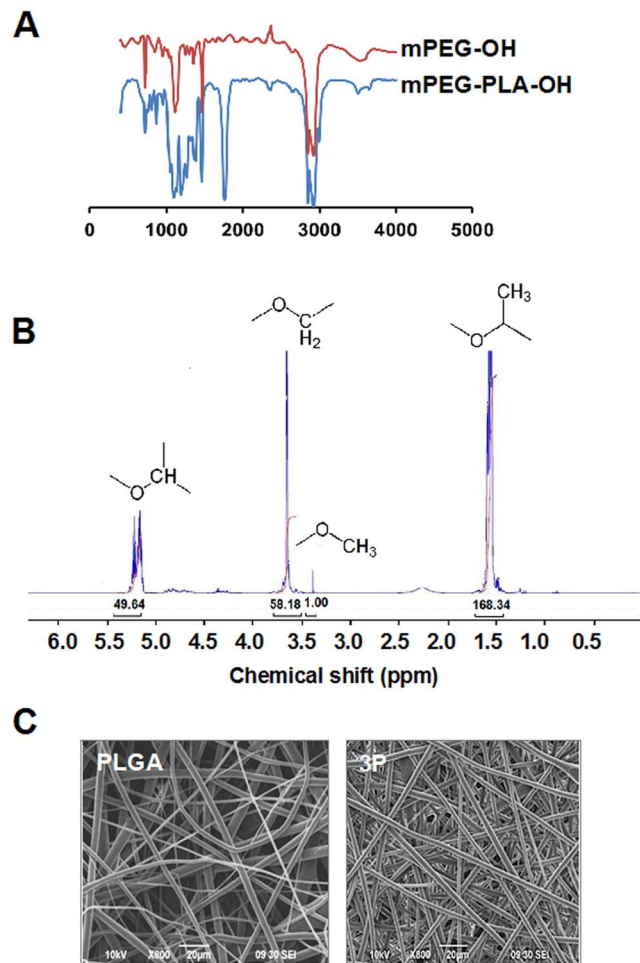 A
mPEG-OH
mPEG-PLA-OH
0 1000 2000 3000 4000 5000
B
O C H2
CH3 O
O CH
O CH3
49.64 58.18 1.00 168.34
6.0 5.5 5.0 4.5 4.0 3.5 3.0 2.5 2.0 1.5 1.0 0.5
Chemical shift (ppm)
C
PLGA 3P
10kV X800 20µm 09 30 SEI 10kV X800 20µm 09 30 SEI